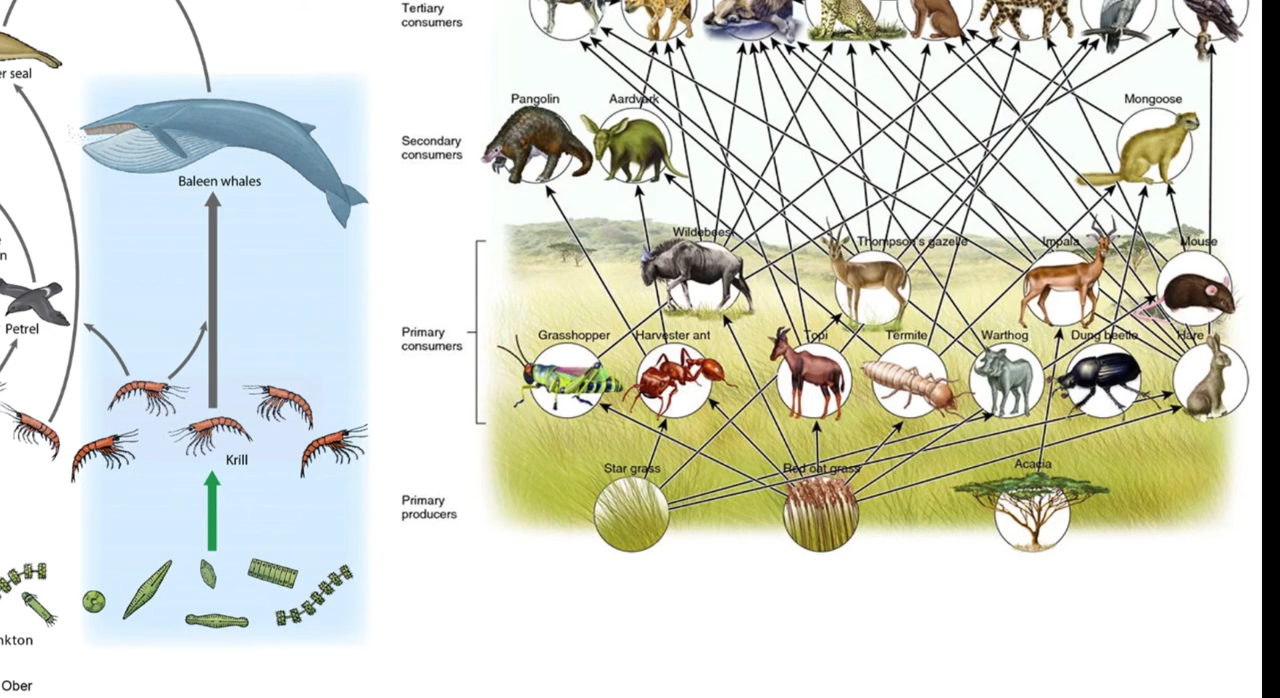 er seal
Baleen whales
Petrel
Krill
nkton
Ober
Tertiary
consumers
Pangolin
Aardvark
Mongoose
Secondary
consumers
Wildebeest
Thompson's gazelle
Impala
Mouse
Primary
consumers
Grasshopper
Harvester ant
Topi
Termite
Warthog
Dung beetle
Hare
Star grass
Red oat grass
Acacia
Primary
producers